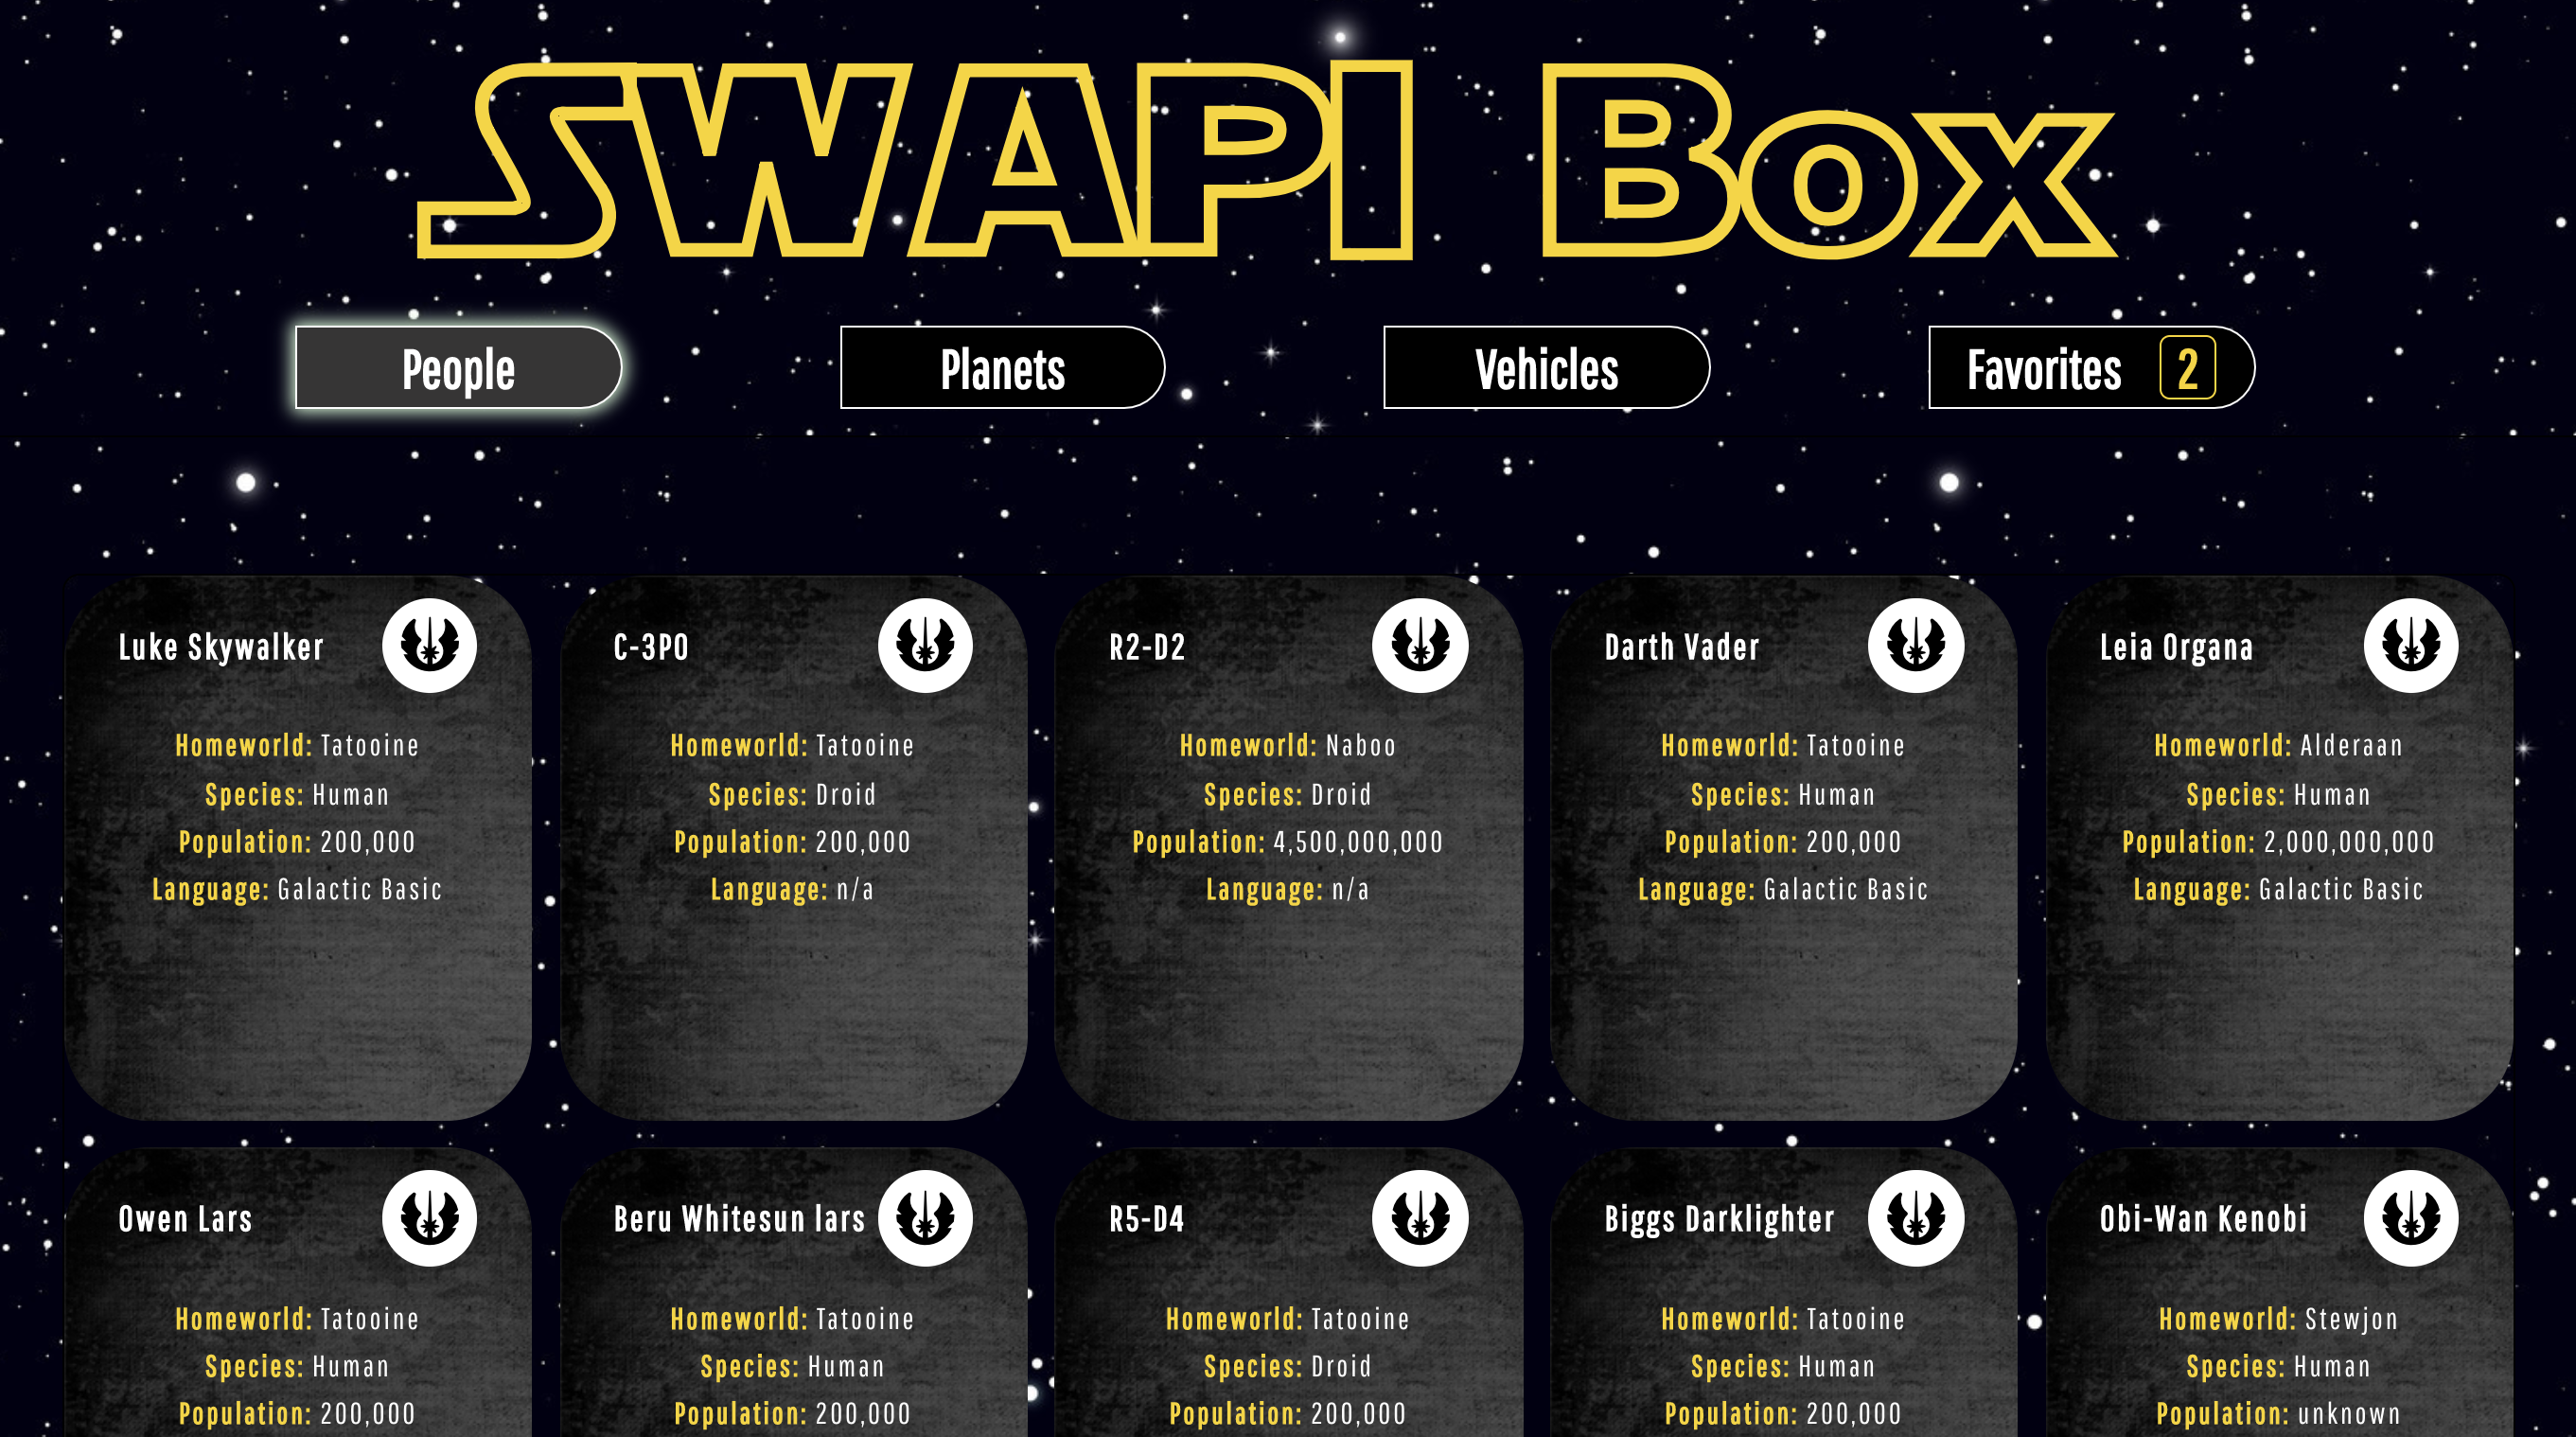 SWAPI Box
People Planets Vehicles Favorites 2
Luke Skywalker
Homeworld: Tatooine
Species: Human
Population: 200,000
Language: Galactic Basic
C-3PO
Homeworld: Tatooine
Species: Droid
Population: 200,000
Language: n/a
R2-D2
Homeworld: Naboo
Species: Droid
Population: 4,500,000,000
Language: n/a
Darth Vader
Homeworld: Tatooine
Species: Human
Population: 200,000
Language: Galactic Basic
Leia Organa
Homeworld: Alderaan
Species: Human
Population: 2,000,000,000
Language: Galactic Basic
Owen Lars
Homeworld: Tatooine
Species: Human
Population: 200,000
Beru Whitesun lars
Homeworld: Tatooine
Species: Human
Population: 200,000
R5-D4
Homeworld: Tatooine
Species: Droid
Population: 200,000
Biggs Darklighter
Homeworld: Tatooine
Species: Human
Population: 200,000
Obi-Wan Kenobi
Homeworld: Stewjon
Species: Human
Population: unknown